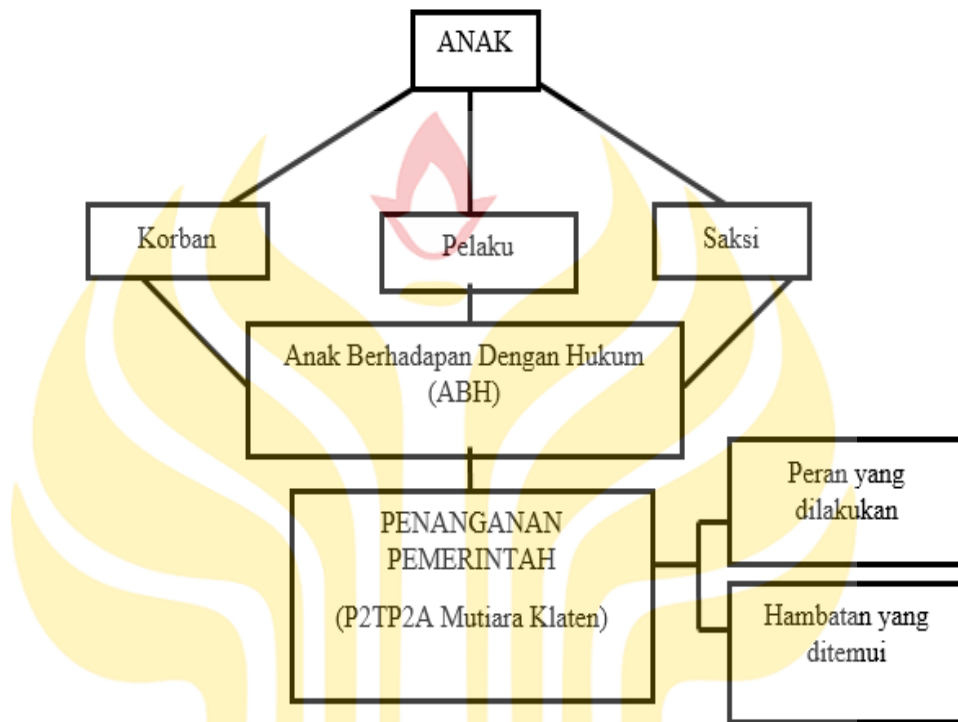 ANAK
Korban
Pelaku
Saksi
Anak Berhadapan Dengan Hukum
(ABH)
PENANGANAN
PEMERINTAH
(P2TP2A Mutiara Klaten)
Peran yang
dilakukan
Hambatan yang
ditemui